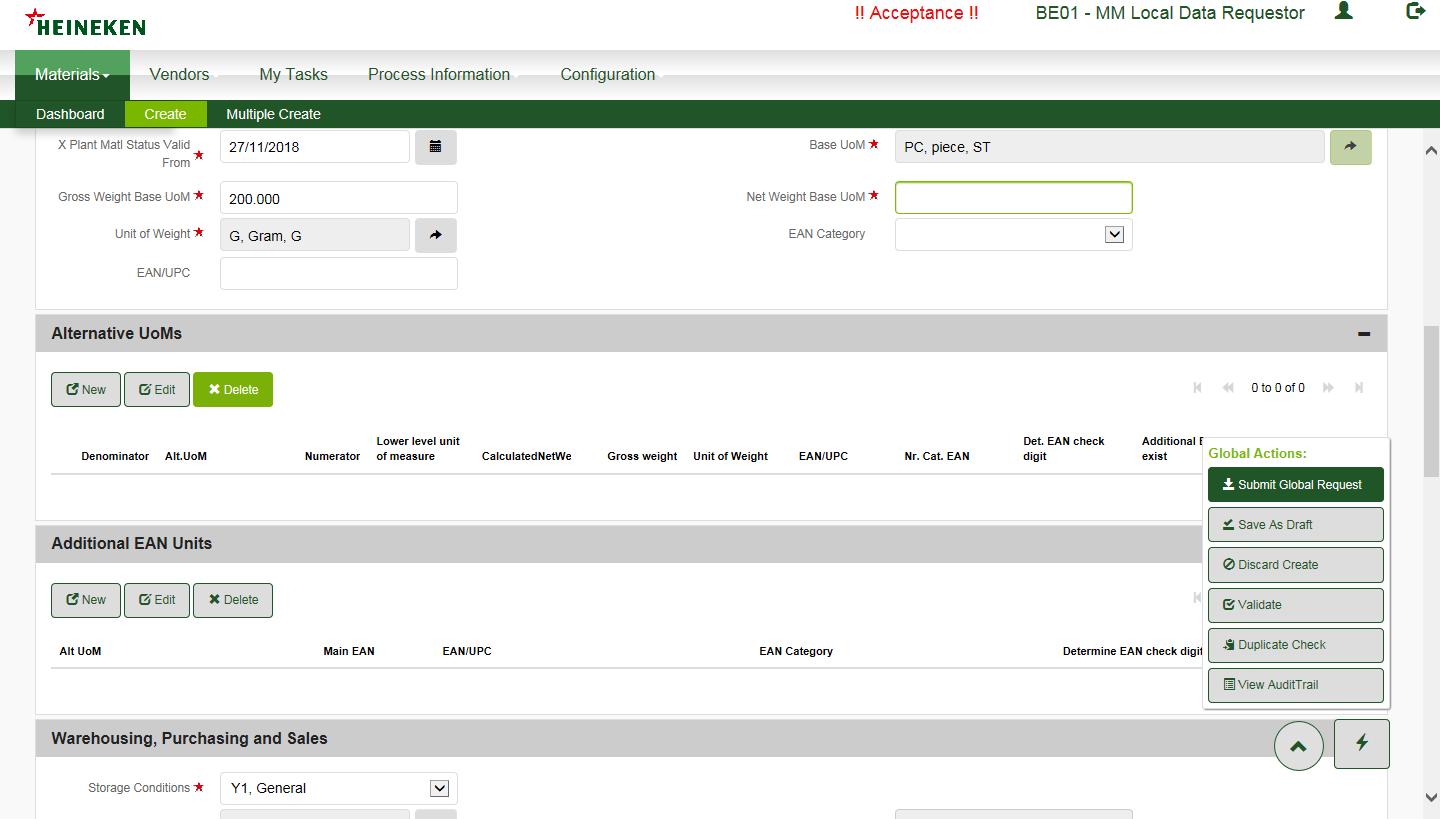 HEINEKEN
!! Acceptance !!
BE01 - MM Local Data Requestor
Materials
Vendors
My Tasks
Process Information
Configuration
Dashboard
Create
Multiple Create
X Plant Matl Status Valid
From
27/11/2018
Base UoM
PC, piece, ST
Gross Weight Base UoM
200.000
Net Weight Base UoM
Unit of Weight
G, Gram, G
EAN Category
EAN/UPC
Alternative UoMs
New
Edit
Delete
0 to 0 of 0
Denominator
Alt.UoM
Numerator
Lower level unit
of measure
CalculatedNetWe
Gross weight
Unit of Weight
EAN/UPC
Nr. Cat. EAN
Det. EAN check
digit
Additional
exist
Global Actions:
Submit Global Request
Save As Draft
Discard Create
Validate
Duplicate Check
View AuditTrail
Additional EAN Units
New
Edit
Delete
Alt UoM
Main EAN
EAN/UPC
EAN Category
Determine EAN check digit
Warehousing, Purchasing and Sales
Storage Conditions
Y1, General